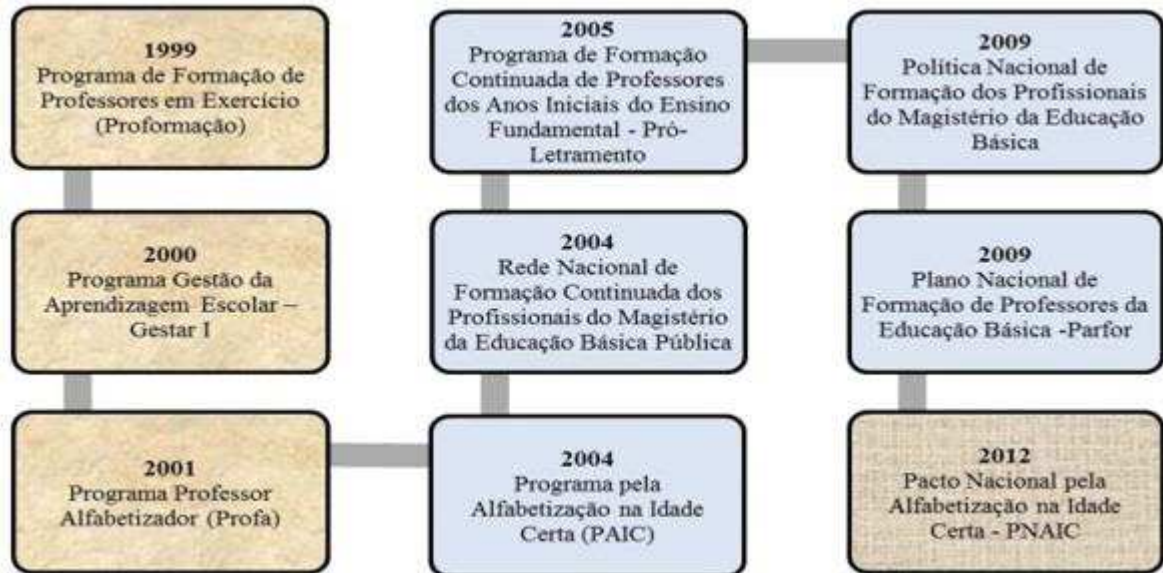 1999
Programa de Formação de
Professores em Exercício
(Proformação)
2000
Programa Gestão da
Aprendizagem Escolar –
Gestar I
2001
Programa Professor
Alfabetizador (Profa)
2004
Programa pela
Alfabetização na Idade
Certa (PAIC)
2004
Rede Nacional de
Formação Continuada dos
Profissionais do Magistério
da Educação Básica Pública
2005
Programa de Formação
Continuada de Professores
dos Anos Iniciais do Ensino
Fundamental - Pró-
Letramento
2009
Política Nacional de
Formação dos Profissionais
do Magistério da Educação
Básica
2009
Plano Nacional de
Formação de Professores da
Educação Básica -Parfor
2012
Pacto Nacional pela
Alfabetização na Idade
Certa - PNAIC